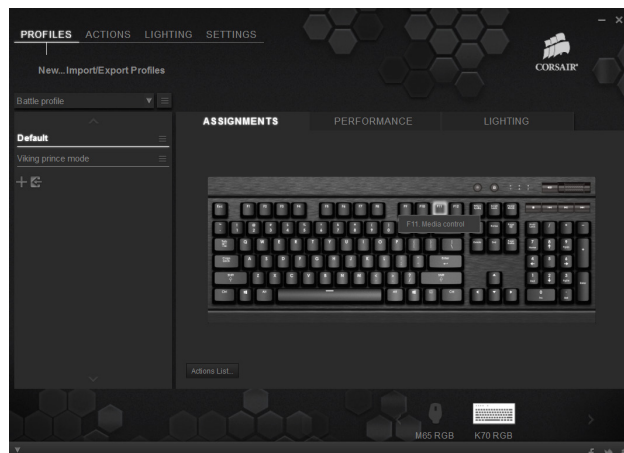 PROFILES ACTIONS LIGHTING SETTINGS
New... Import/Export Profiles
CORSAIR
Battle profile
ASSIGNMENTS PERFORMANCE LIGHTING
Default
Viking prince mode
F11: Media control
Actions List...
M65 RGB K70 RGB